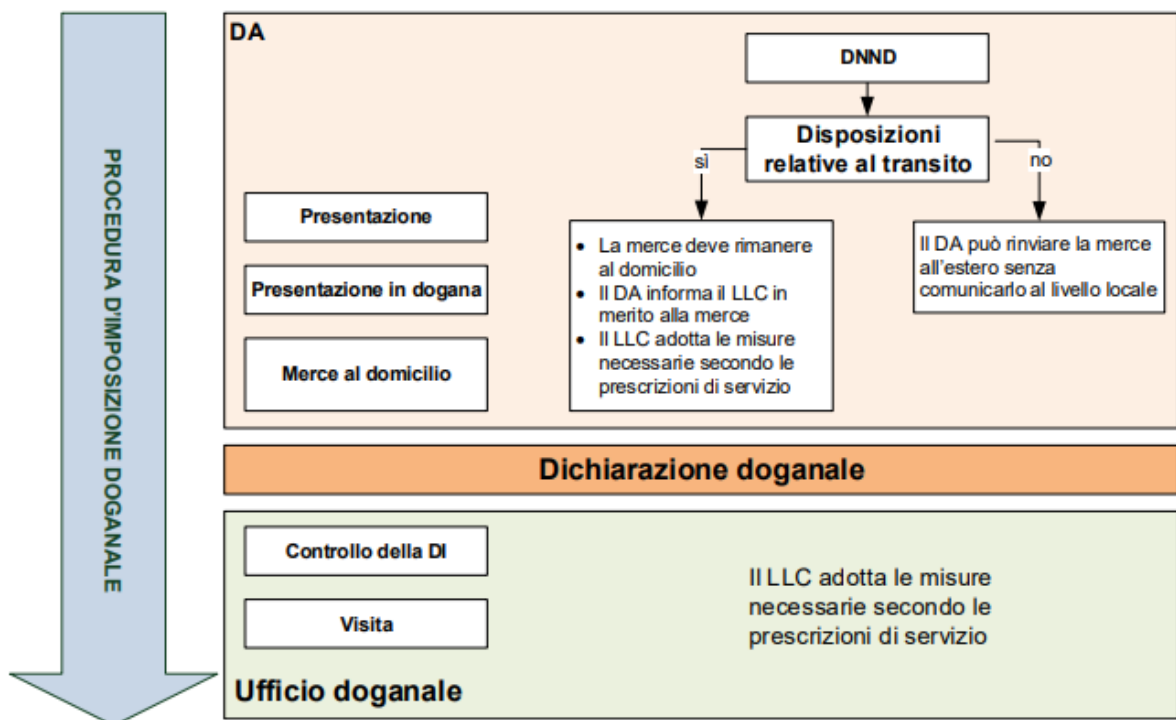 PROCEDURA D'IMPOSIZIONE DOGANALE
DA
DNND
Disposizioni
relative al transito
sì
no
Presentazione
Presentazione in dogana
Merce al domicilio
• La merce deve rimanere
al domicilio
• Il DA informa il LLC in
merito alla merce
• Il LLC adotta le misure
necessarie secondo le
prescrizioni di servizio
Il DA può rinviare la merce
all'estero senza
comunicarlo al livello locale
Dichiarazione doganale
Controllo della DI
Visita
Il LLC adotta le misure
necessarie secondo le
prescrizioni di servizio
Ufficio doganale